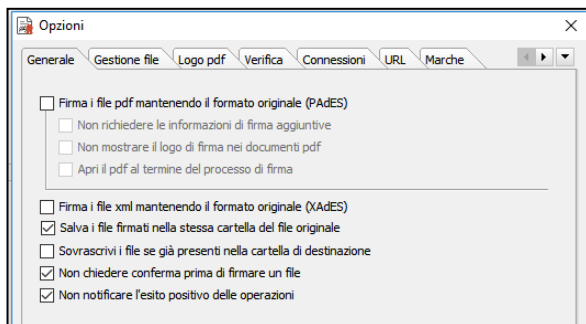 Opzioni
Generale Gestione file Logo pdf Verifica Connessioni URL Marche
Firma i file pdf mantenendo il formato originale (PAdES)
Non richiedere le informazioni di firma aggiuntive
Non mostrare il logo di firma nei documenti pdf
Apri il pdf al termine del processo di firma
Firma i file xml mantenendo il formato originale (XAdES)
Salva i file firmati nella stessa cartella del file originale
Sovrascrivi i file se già presenti nella cartella di destinazione
Non chiedere conferma prima di firmare un file
Non notificare l'esito positivo delle operazioni